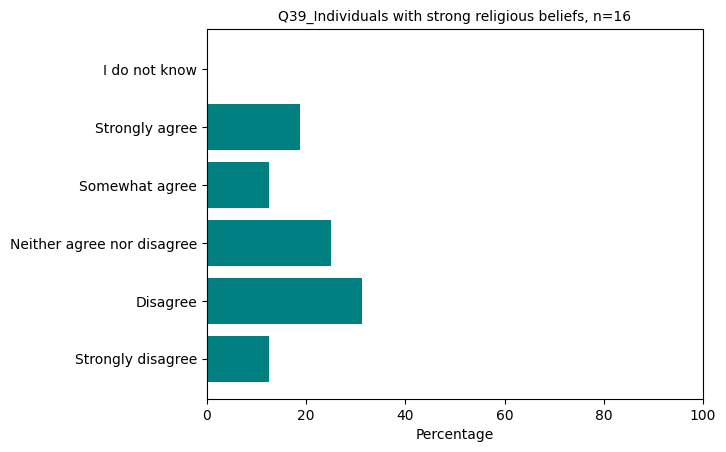 Q39_Individuals with strong religious beliefs, n=16
I do not know
Strongly agree
Somewhat agree
Neither agree nor disagree
Disagree
Strongly disagree
0 20 40 60 80 100
Percentage